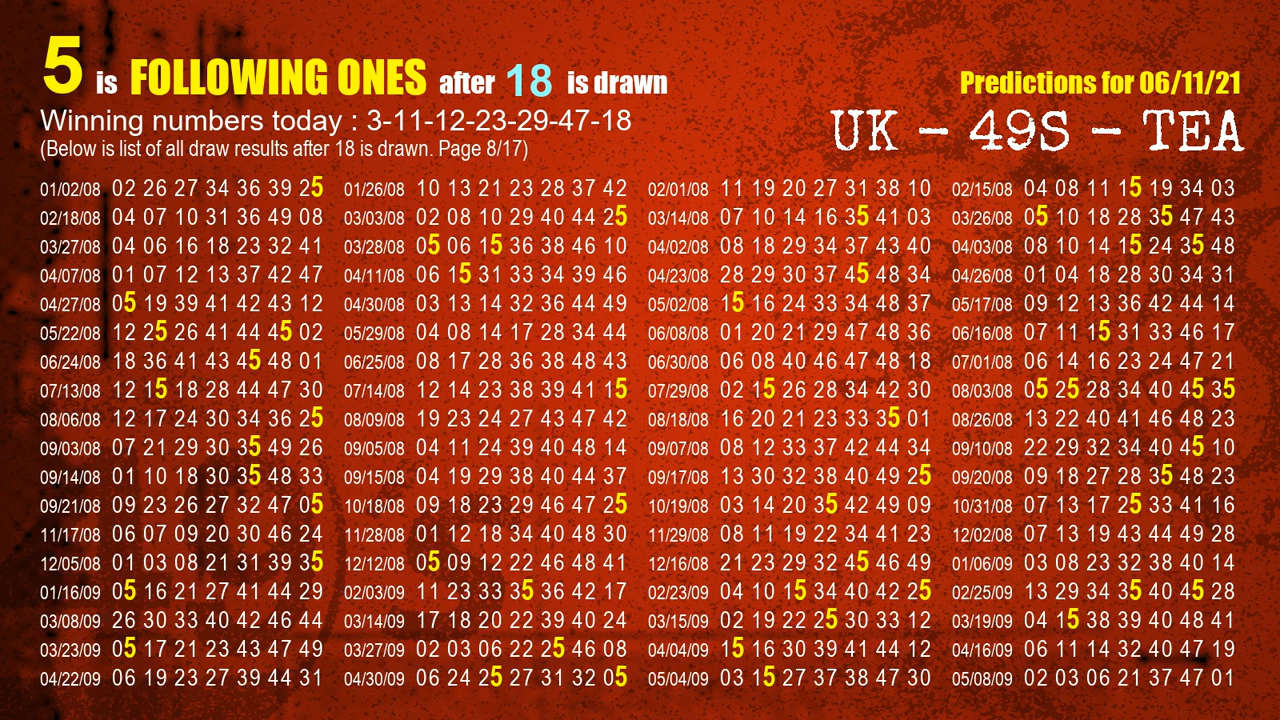 5 is FOLLOWING ONES after 18 is drawn
Predictions for 06/11/21
Winning numbers today : 3-11-12-23-29-47-18
UK - 49S - TEA
(Below is list of all draw results after 18 is drawn. Page 8/17)
01/02/08 02 26 27 34 36 39 25 01/26/08 10 13 21 23 28 37 42 02/01/08 11 19 20 27 31 38 10 02/15/08 04 08 11 15 19 34 03
02/18/08 04 07 10 31 36 49 08 03/03/08 02 08 10 29 40 44 25 03/14/08 07 10 14 16 35 41 03 03/26/08 05 10 18 28 35 47 43
03/27/08 04 06 16 18 23 32 41 03/28/08 05 06 15 36 38 46 10 04/02/08 08 18 29 34 37 43 40 04/03/08 08 10 14 15 24 35 48
04/07/08 01 07 12 13 37 42 47 04/11/08 06 15 31 33 34 39 46 04/23/08 28 29 30 37 45 48 34 04/26/08 01 04 18 28 30 34 31
04/27/08 05 19 39 41 42 43 12 04/30/08 03 13 14 32 36 44 49 05/02/08 15 16 24 33 34 48 37 05/17/08 09 12 13 36 42 44 14
05/22/08 12 25 26 41 44 45 02 05/29/08 04 08 14 17 28 34 44 06/08/08 01 20 21 29 47 48 36 06/16/08 07 11 15 31 33 46 17
06/24/08 18 36 41 43 45 48 01 06/25/08 08 17 28 36 38 48 43 06/30/08 06 08 40 46 47 48 18 07/01/08 06 14 16 23 24 47 21
07/13/08 12 15 18 28 44 47 30 07/14/08 12 14 23 38 39 41 15 07/29/08 02 15 26 28 34 42 30 08/03/08 05 25 28 34 40 45 35
08/06/08 12 17 24 30 34 36 25 08/09/08 19 23 24 27 43 47 42 08/18/08 16 20 21 23 33 35 01 08/26/08 13 22 40 41 46 48 23
09/03/08 07 21 29 30 35 49 26 09/05/08 04 11 24 39 40 48 14 09/07/08 08 12 33 37 42 44 34 09/10/08 22 29 32 34 40 45 10
09/14/08 01 10 18 30 35 48 33 09/15/08 04 19 29 38 40 44 37 09/17/08 13 30 32 38 40 49 25 09/20/08 09 18 27 28 35 48 23
09/21/08 09 23 26 27 32 47 05 10/18/08 09 18 23 29 46 47 25 10/19/08 03 14 20 35 42 49 09 10/31/08 07 13 17 25 33 41 16
11/17/08 06 07 09 20 30 46 24 11/28/08 01 12 18 34 40 48 30 11/29/08 08 11 19 22 34 41 23 12/02/08 07 13 19 43 44 49 28
12/05/08 01 03 08 21 31 39 35 12/12/08 05 09 12 22 46 48 41 12/16/08 21 23 29 32 45 46 49 01/06/09 03 08 23 32 38 40 14
01/16/09 05 16 21 27 41 44 29 02/03/09 11 23 33 35 36 42 17 02/23/09 04 10 15 34 40 42 25 02/25/09 13 29 34 35 40 45 28
03/08/09 26 30 33 40 42 46 44 03/14/09 17 18 20 22 39 40 24 03/15/09 02 19 22 25 30 33 12 03/19/09 04 15 38 39 40 48 41
03/23/09 05 17 21 23 43 47 49 03/27/09 02 03 06 22 25 46 08 04/04/09 15 16 30 39 41 44 12 04/16/09 06 11 14 32 40 47 19
04/22/09 06 19 23 27 39 44 31 04/30/09 06 24 25 27 31 32 05 05/04/09 03 15 27 37 38 47 30 05/08/09 02 03 06 21 37 47 01